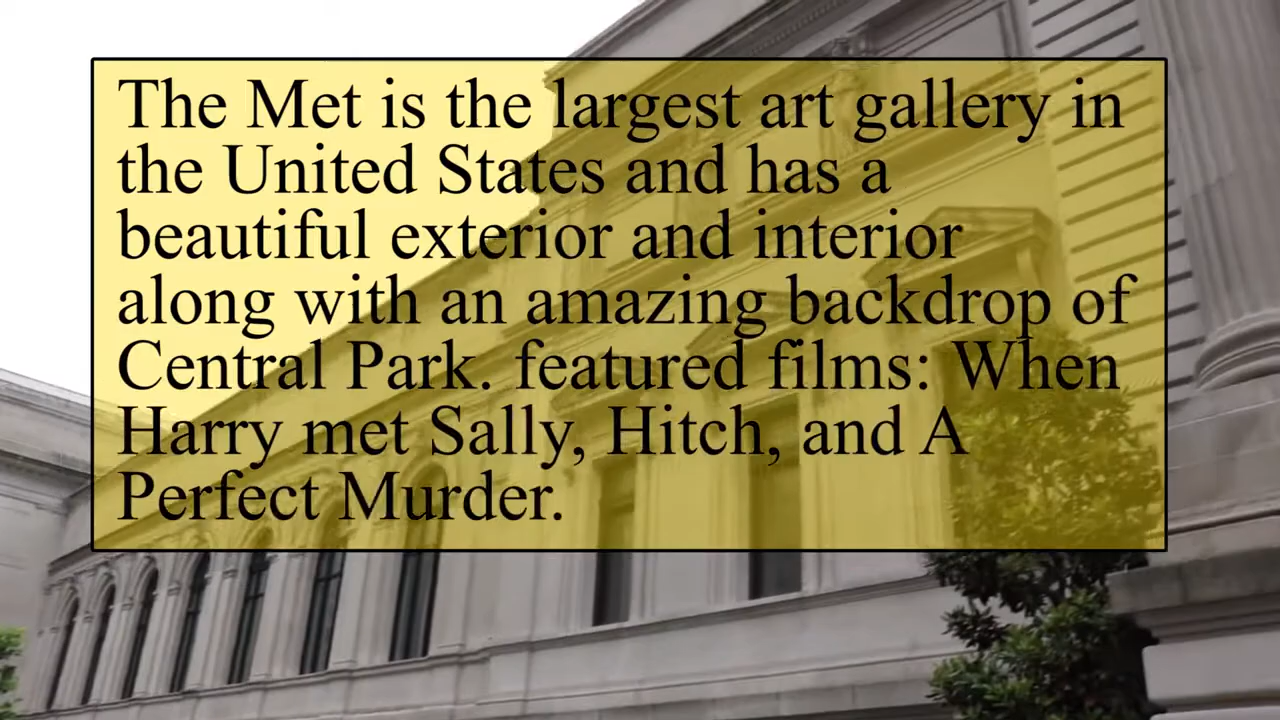 The Met is the largest art gallery in
the United States and has a
beautiful exterior and interior
along with an amazing backdrop of
Central Park. featured films: When
Harry met Sally, Hitch, and A
Perfect Murder.